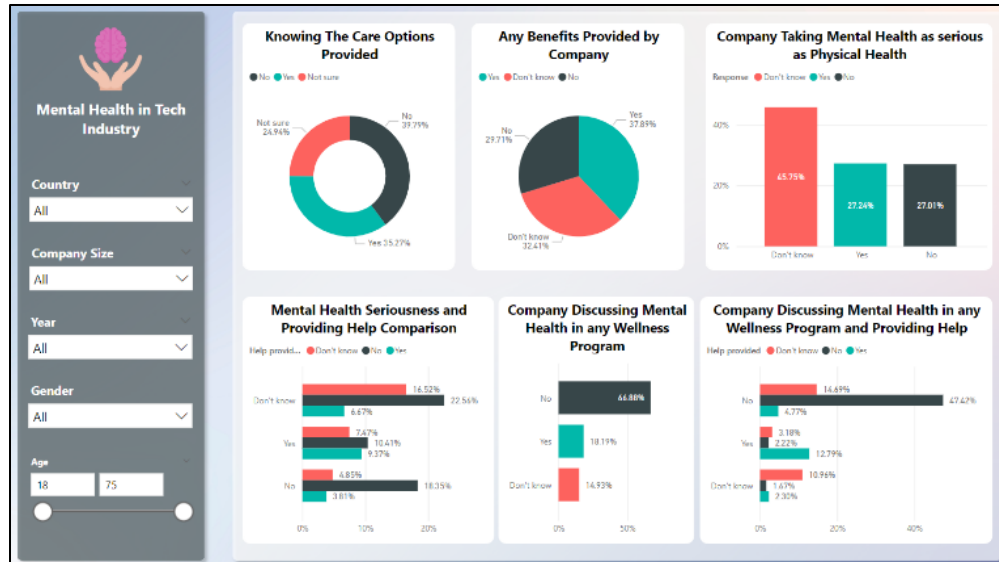 Mental Health in Tech
Industry
Country
All
Company Size
All
Year
All
Gender
All
Age
18
75
Knowing The Care Options
Provided
No Yes Not sure
Not sure
24.94%
No
39.79%
Yes 35.27%
Any Benefits Provided by
Company
Yes Don't know No
No
29.71%
Yes
37.89%
Don't know
32.41%
Company Taking Mental Health as serious
as Physical Health
Response Don't know Yes No
40%
20%
0%
45.75%
27.24%
27.01%
Don't know Yes No
Mental Health Seriousness and
Providing Help Comparison
Help provid... Don't know No Yes
Don't know
16.52%
22.56%
6.67%
Yes
7.47%
10.41%
9.37%
No
4.85%
18.35%
3.81%
0% 10% 20%
Company Discussing Mental
Health in any Wellness
Program
No
66.88%
Yes
18.19%
Don't know
14.93%
0% 50%
Company Discussing Mental Health in any
Wellness Program and Providing Help
Help provided Don't know No Yes
No
14.69%
47.42%
4.77%
Yes
3.18%
2.22%
12.79%
Don't know
10.96%
1.67%
2.30%
0% 20% 40%